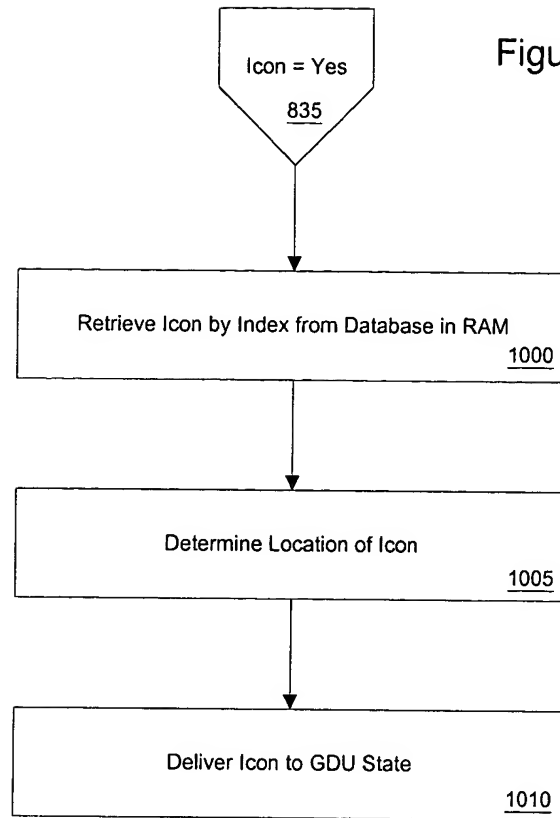 Figu
Icon = Yes
835
Retrieve Icon by Index from Database in RAM
1000
Determine Location of Icon
1005
Deliver Icon to GDU State
1010